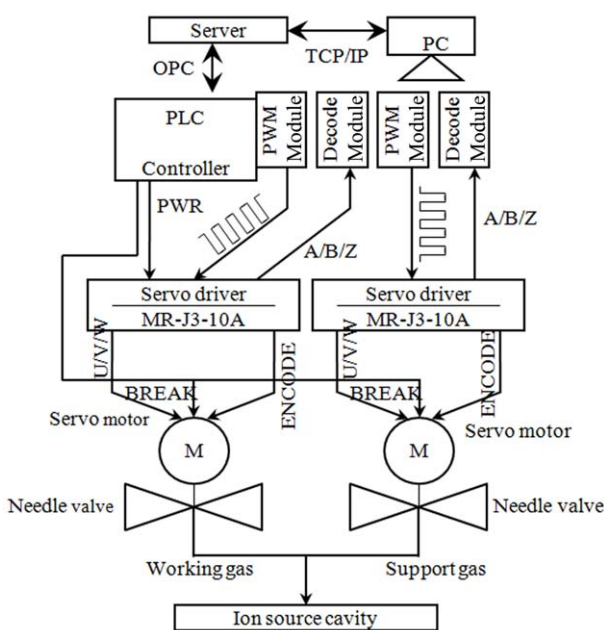 Server
PC
TCP/IP
OPC
PLC
Controller
PWM
Module
Decode
Module
PWM
Module
Decode
Module
PWR
A/B/Z
A/B/Z
Servo driver
MR-J3-10A
Servo driver
MR-J3-10A
U/V/W
BREAK
ENCODE
U/V/W
BREAK
ENCODE
Servo motor
Servo motor
M
M
Needle valve
Needle valve
Working gas
Support gas
Ion source cavity